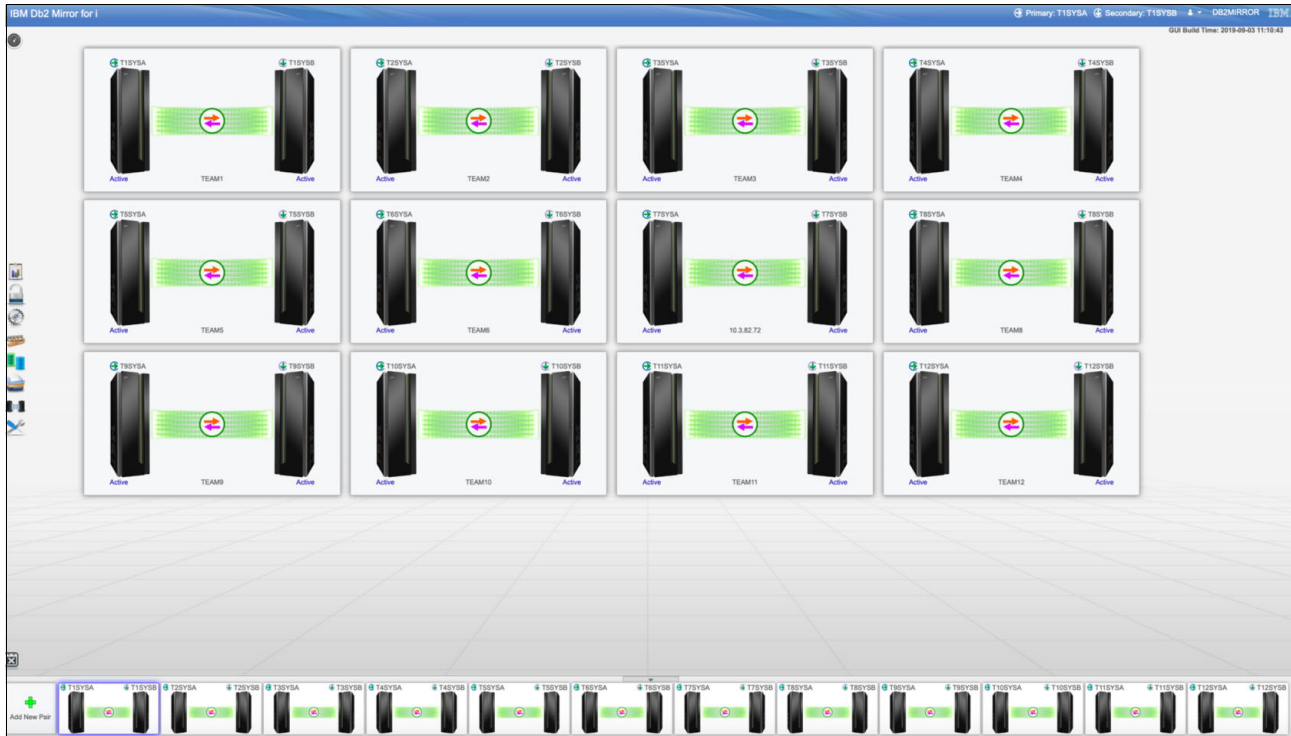 IBM Db2 Mirror for i
Primary: T1SYSA Secondary: T1SYSB DB2MIRROR IBM
GUI Build Time: 2019-09-03 11:10:43
T1SYSA T1SYSB T2SYSA T2SYSB T3SYSA T3SYSB T4SYSA T4SYSB
Active TEAM1 Active Active TEAM2 Active Active TEAM3 Active Active TEAM4 Active
T5SYSA T5SYSB T6SYSA T6SYSB T7SYSA T7SYSB T8SYSA T8SYSB
Active TEAM5 Active Active TEAM6 Active Active 10.3.82.72 Active Active TEAM8 Active
T9SYSA T9SYSB T10SYSA T10SYSB T11SYSA T11SYSB T12SYSA T12SYSB
Active TEAM9 Active Active TEAM10 Active Active TEAM11 Active Active TEAM12 Active
T1SYSA T1SYSB T2SYSA T2SYSB T3SYSA T3SYSB T4SYSA T4SYSB T5SYSA T5SYSB T6SYSA T6SYSB T7SYSA T7SYSB T8SYSA T8SYSB T9SYSA T9SYSB T10SYSA T10SYSB T11SYSA T11SYSB T12SYSA T12SYSB
Add New Pair